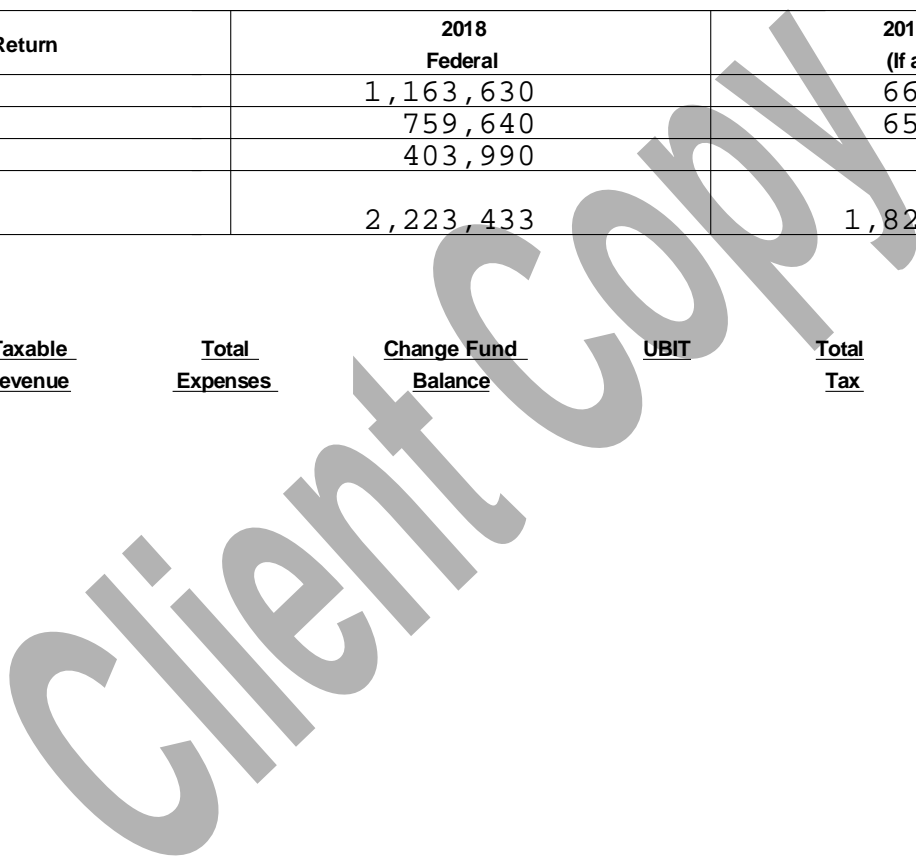 Return 2018 201
Federal (If a
1,163,630 66
759,640 65
403,990
2,223,433 1,82
Taxable Total Change Fund UBIT Total
evenue Expenses Balance Tax
Client Copy